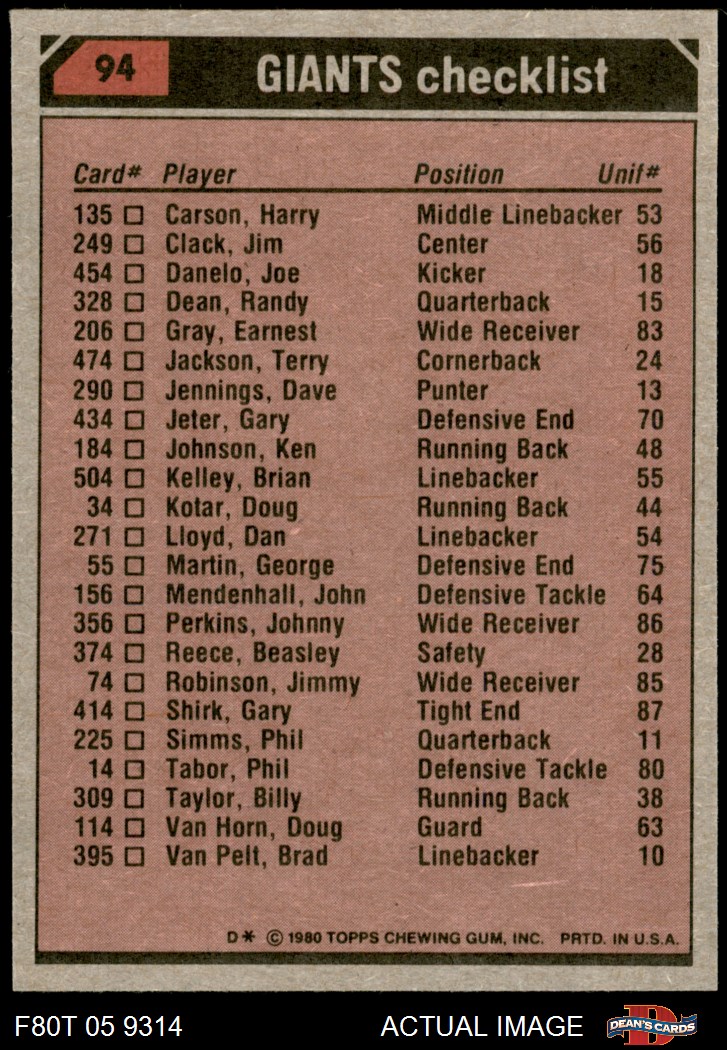 94 GIANTS checklist
Card# Player Position Unif#
135 Carson, Harry Middle Linebacker 53
249 Clack, Jim Center 56
454 Danelo, Joe Kicker 18
328 Dean, Randy Quarterback 15
206 Gray, Earnest Wide Receiver 83
474 Jackson, Terry Cornerback 24
290 Jennings, Dave Punter 13
434 Jeter, Gary Defensive End 70
184 Johnson, Ken Running Back 48
504 Kelley, Brian Linebacker 55
34 Kotar, Doug Running Back 44
271 Lloyd, Dan Linebacker 54
55 Martin, George Defensive End 75
156 Mendenhall, John Defensive Tackle 64
356 Perkins, Johnny Wide Receiver 86
374 Reece, Beasley Safety 28
74 Robinson, Jimmy Wide Receiver 85
414 Shirk, Gary Tight End 87
225 Simms, Phil Quarterback 11
14 Tabor, Phil Defensive Tackle 80
309 Taylor, Billy Running Back 38
114 Van Horn, Doug Guard 63
395 Van Pelt, Brad Linebacker 10
D* © 1980 TOPPS CHEWING GUM, INC. PRTD. IN U.S.A.
F80T 05 9314 ACTUAL IMAGE D DEAN'S CARDS